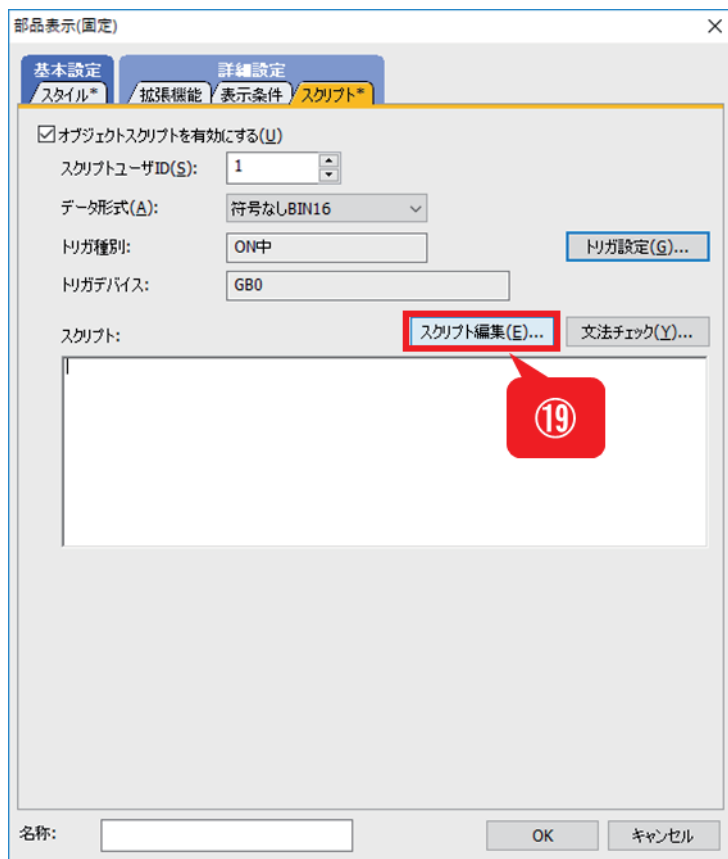 部品表示(固定)
基本設定 詳細設定
スタイル* 拡張機能 表示条件 スクリプト*
オブジェクトスクリプトを有効にする(U)
スクリプトユーザID(S): 1
データ形式(A): 符号なしBIN16
トリガ種別: ON中 トリガ設定(G)...
トリガデバイス: GB0
スクリプト: スクリプト編集(E)... 文法チェック(Y)...
⑲
名称: OK キャンセル